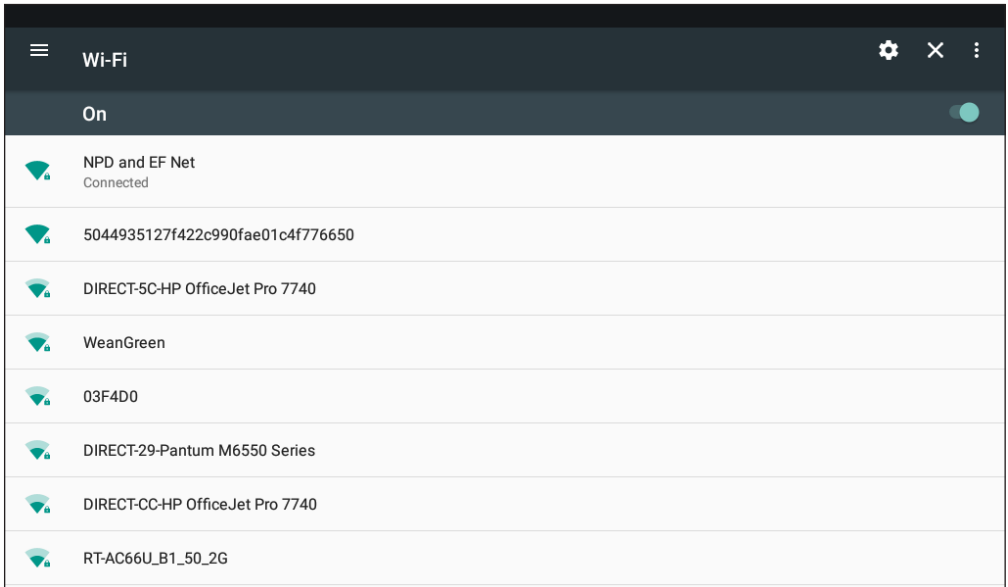 Wi-Fi
On
NPD and EF Net
Connected
5044935127f422c990fae01c4f776650
DIRECT-5C-HP OfficeJet Pro 7740
WeanGreen
03F4D0
DIRECT-29-Pantum M6550 Series
DIRECT-CC-HP OfficeJet Pro 7740
RT-AC66U_B1_50_2G